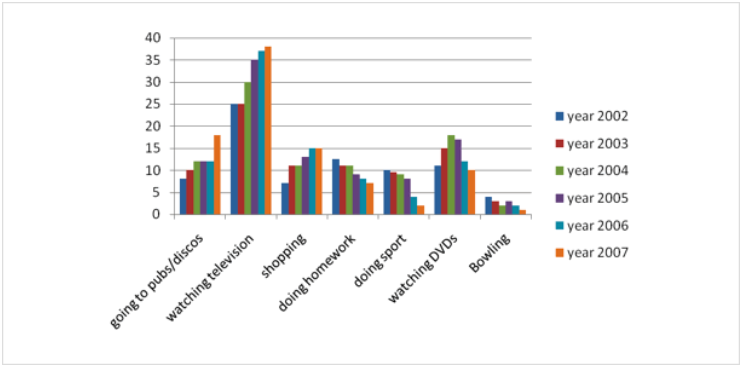 40
35
30
25
20
15
10
5
0
going to pubs/discos
watching television
shopping
doing homework
doing sport
watching DVDs
Bowling
year 2002
year 2003
year 2004
year 2005
year 2006
year 2007